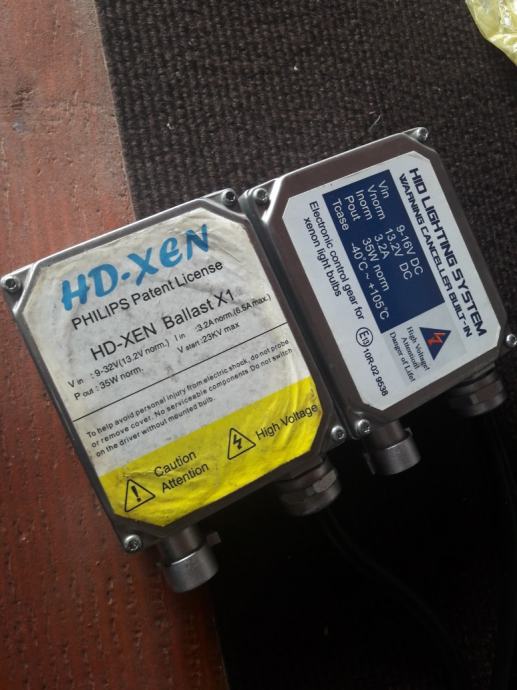 HD-XEN
PHILIPS Patent License
HD-XEN Ballast X1
V in : 9-32V(13.2V norm.) I in :3.2A norm.(6.5A max.)
P out : 35W norm. V start :23KV max
To help avoid personal injury from electric shock, do not probe
or remove cover. No serviceable components. Do not switch
on the driver without mounted bulb.
Caution
Attention
High Voltage
HID LIGHTING SYSTEM
WARNING CANCELLER BUILT-IN
Vin 9-16V DC
Vnorm 13.2V DC
Inorm 3.2A
Pout 35W norm
Tcase -40°C ~ +105°C
Electronic control gear for
xenon light bulbs
High Voltage!
Attention!!
Danger of Life!
10R-02 9538